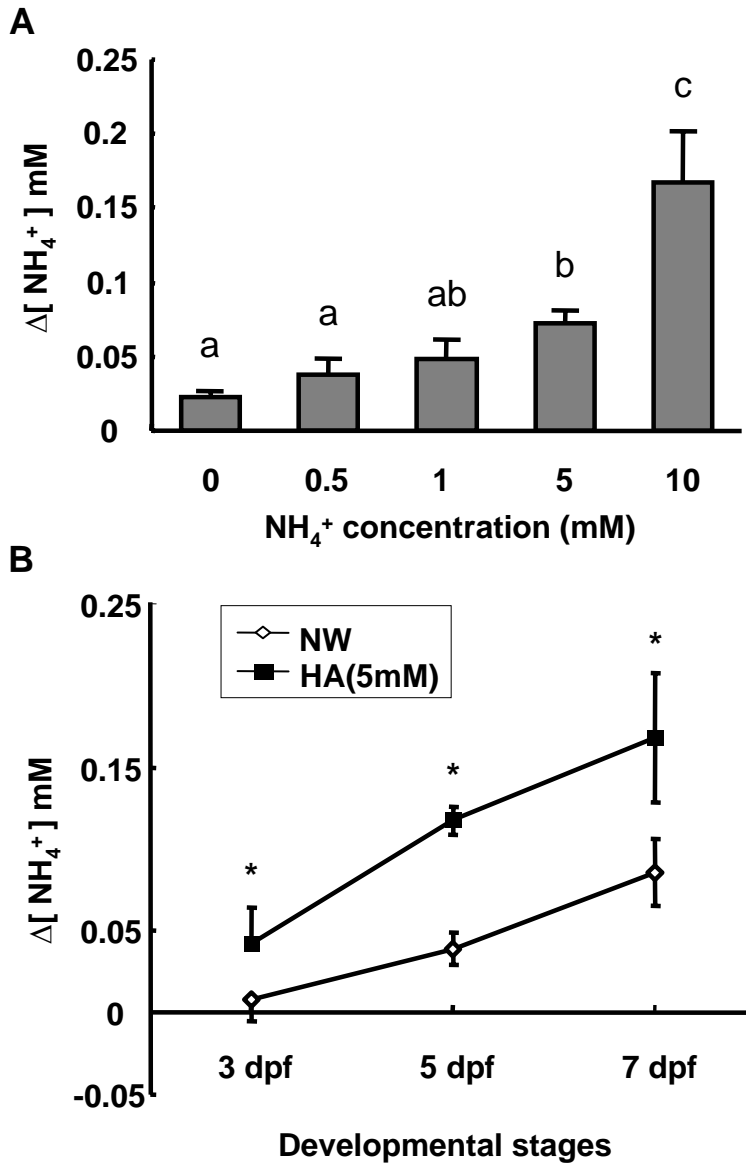 A
0.25
0.2
0.15
0.1
0.05
0
Δ[ NH₄⁺ ] mM
a
a
ab
b
c
0 0.5 1 5 10
NH₄⁺ concentration (mM)
B
0.25
0.15
0.05
0
-0.05
Δ[ NH₄⁺ ] mM
NW
HA(5mM)
*
*
*
3 dpf 5 dpf 7 dpf
Developmental stages